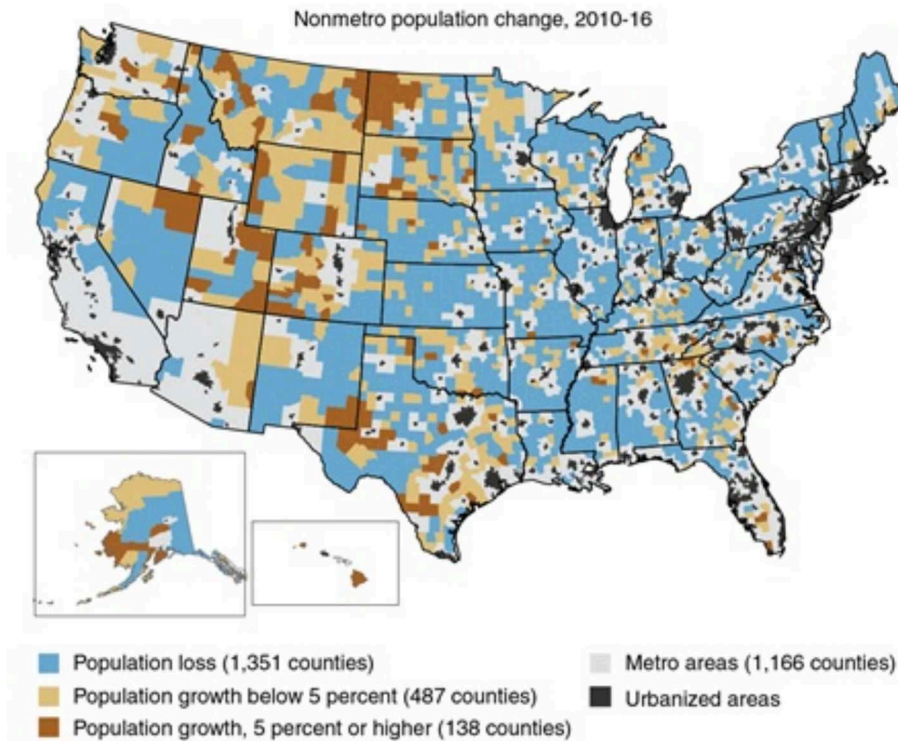 Nonmetro population change, 2010-16
Population loss (1,351 counties)
Population growth below 5 percent (487 counties)
Population growth, 5 percent or higher (138 counties)
Metro areas (1,166 counties)
Urbanized areas